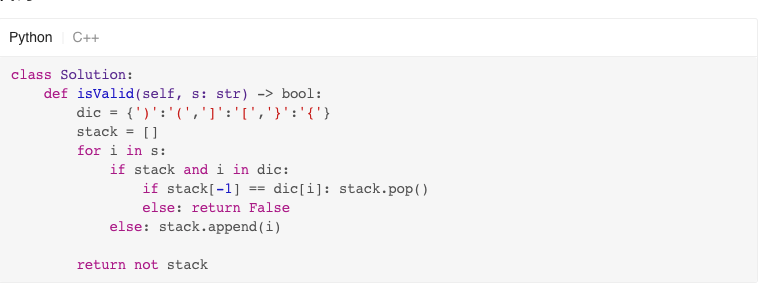 Python C++
class Solution:
    def isValid(self, s: str) -> bool:
        dic = {')':'(',']':'[','}':'{'}
        stack = []
        for i in s:
            if stack and i in dic:
                if stack[-1] == dic[i]: stack.pop()
                else: return False
            else: stack.append(i)

        return not stack